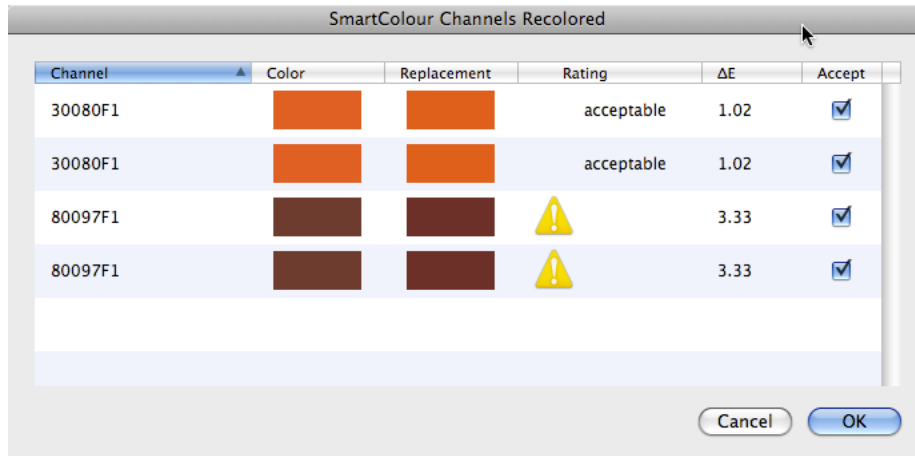 SmartColour Channels Recolored
Channel Color Replacement Rating ΔE Accept
30080F1 acceptable 1.02
30080F1 acceptable 1.02
80097F1 3.33
80097F1 3.33
Cancel OK